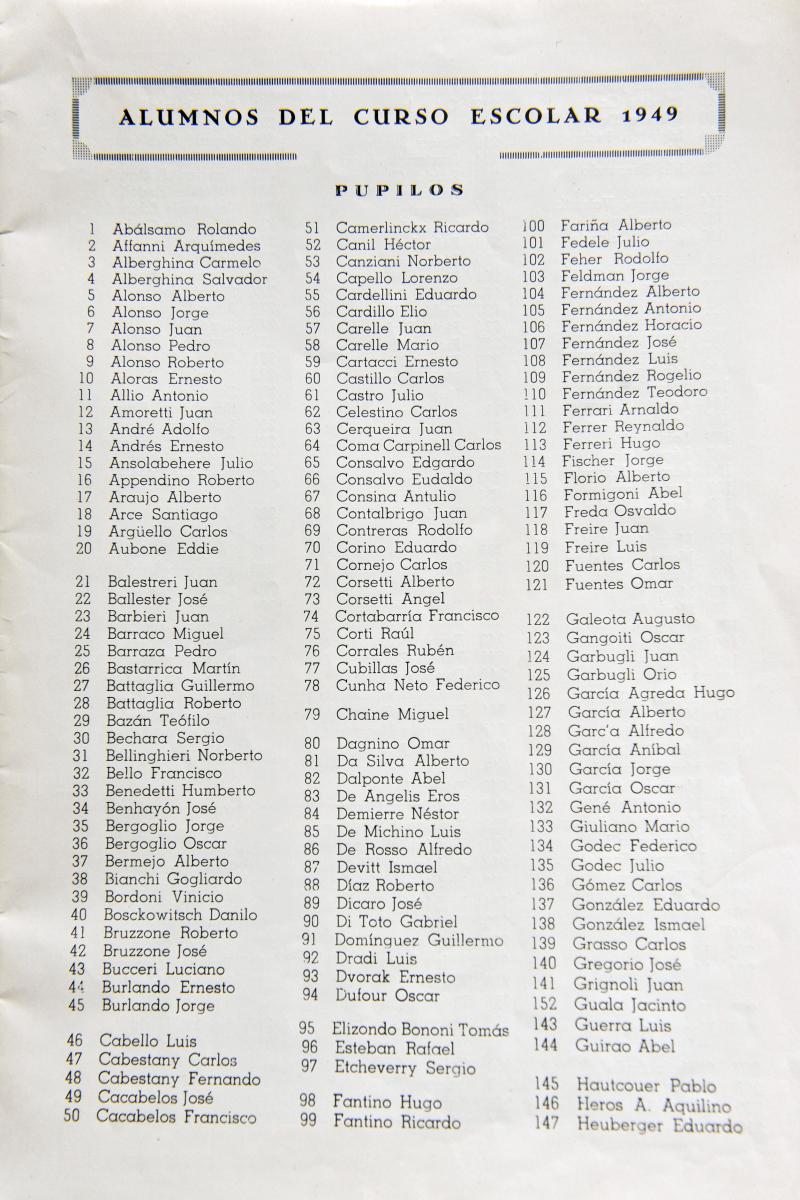 ALUMNOS DEL CURSO ESCOLAR 1949
PUPILOS
1 Abálsamo Rolando
2 Affanni Arquímedes
3 Alberghina Carmelo
4 Alberghina Salvador
5 Alonso Alberto
6 Alonso Jorge
7 Alonso Juan
8 Alonso Pedro
9 Alonso Roberto
10 Aloras Ernesto
11 Allio Antonio
12 Amoretti Juan
13 André Adolfo
14 Andrés Ernesto
15 Ansolabehere Julio
16 Appendino Roberto
17 Araujo Alberto
18 Arce Santiago
19 Argüello Carlos
20 Aubone Eddie
21 Balestreri Juan
22 Ballester José
23 Barbieri Juan
24 Barraco Miguel
25 Barraza Pedro
26 Bastarrica Martín
27 Battaglia Guillermo
28 Battaglia Roberto
29 Bazán Teófilo
30 Bechara Sergio
31 Bellinghieri Norberto
32 Bello Francisco
33 Benedetti Humberto
34 Benhayón José
35 Bergoglio Jorge
36 Bergoglio Oscar
37 Bermejo Alberto
38 Bianchi Gogliardo
39 Bordoni Vinicio
40 Bosckowitsch Danilo
41 Bruzzone Roberto
42 Bruzzone José
43 Bucceri Luciano
44 Burlando Ernesto
45 Burlando Jorge
46 Cabello Luis
47 Cabestany Carlos
48 Cabestany Fernando
49 Cacabelos José
50 Cacabelos Francisco
51 Camerlinckx Ricardo
52 Canil Héctor
53 Canziani Norberto
54 Capello Lorenzo
55 Cardellini Eduardo
56 Cardillo Elio
57 Carelle Juan
58 Carelle Mario
59 Cartacci Ernesto
60 Castillo Carlos
61 Castro Julio
62 Celestino Carlos
63 Cerqueira Juan
64 Coma Carpinell Carlos
65 Consalvo Edgardo
66 Consalvo Eudaldo
67 Consina Antulio
68 Contalbrigo Juan
69 Contreras Rodolfo
70 Corino Eduardo
71 Cornejo Carlos
72 Corsetti Alberto
73 Corsetti Angel
74 Cortabarría Francisco
75 Corti Raúl
76 Corrales Rubén
77 Cubillas José
78 Cunha Neto Federico
79 Chaine Miguel
80 Dagnino Omar
81 Da Silva Alberto
82 Dalponte Abel
83 De Angelis Eros
84 Demierre Néstor
85 De Michino Luis
86 De Rosso Alfredo
87 Devitt Ismael
88 Díaz Roberto
89 Dicaro José
90 Di Toto Gabriel
91 Domínguez Guillermo
92 Dradi Luis
93 Dvorak Ernesto
94 Dufour Oscar
95 Elizondo Bononi Tomás
96 Esteban Rafael
97 Etcheverry Sergio
98 Fantino Hugo
99 Fantino Ricardo
100 Fariña Alberto
101 Fedele Julio
102 Feher Rodolfo
103 Feldman Jorge
104 Fernández Alberto
105 Fernández Antonio
106 Fernández Horacio
107 Fernández José
108 Fernández Luis
109 Fernández Rogelio
110 Fernández Teodoro
111 Ferrari Arnaldo
112 Ferrer Reynaldo
113 Ferreri Hugo
114 Fischer Jorge
115 Florio Alberto
116 Formigoni Abel
117 Freda Osvaldo
118 Freire Juan
119 Freire Luis
120 Fuentes Carlos
121 Fuentes Omar
122 Galeota Augusto
123 Gangoiti Oscar
124 Garbugli Juan
125 Garbugli Orio
126 García Agreda Hugo
127 García Alberto
128 Garc'a Alfredo
129 García Aníbal
130 García Jorge
131 García Oscar
132 Gené Antonio
133 Giuliano Mario
134 Godec Federico
135 Godec Julio
136 Gómez Carlos
137 González Eduardo
138 González Ismael
139 Grasso Carlos
140 Gregorio José
141 Grignoli Juan
152 Guala Jacinto
143 Guerra Luis
144 Guirao Abel
145 Hautcouer Pablo
146 Heros A. Aquilino
147 Heuberger Eduardo